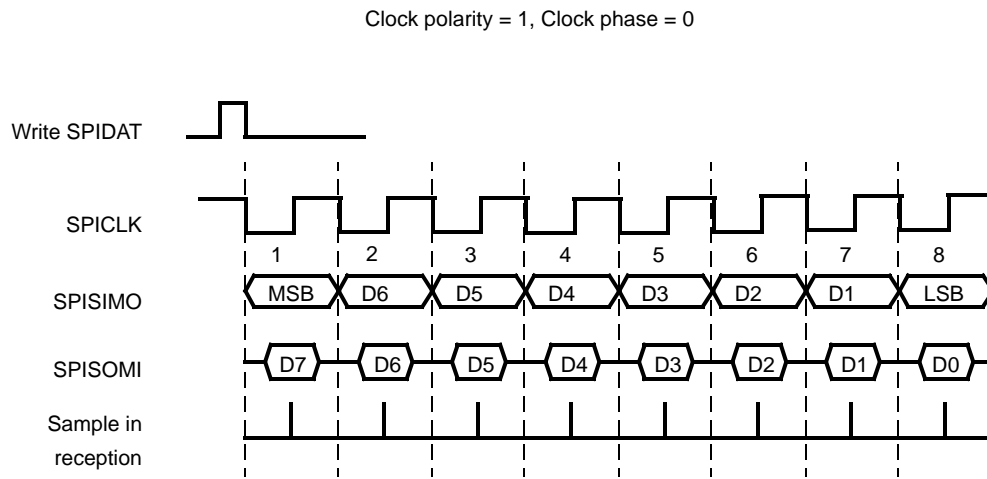 Clock polarity = 1, Clock phase = 0
Write SPIDAT
SPICLK
1 2 3 4 5 6 7 8
SPISIMO MSB D6 D5 D4 D3 D2 D1 LSB
SPISOMI D7 D6 D5 D4 D3 D2 D1 D0
Sample in
reception